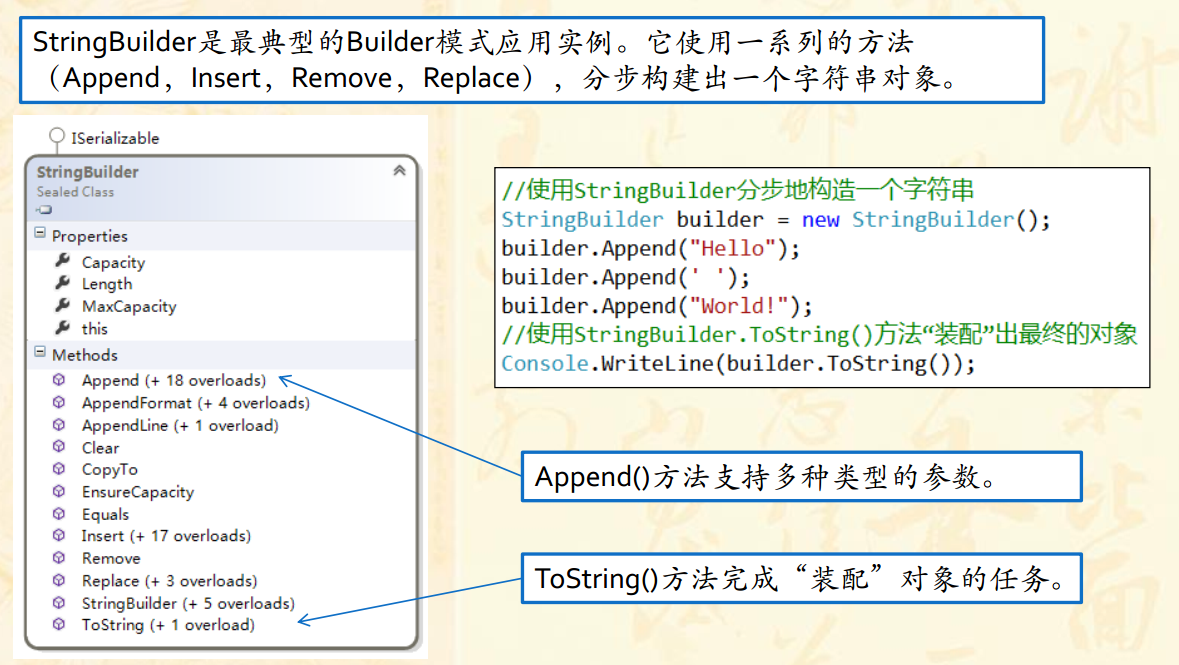 StringBuilder是最典型的Builder模式应用实例。它使用一系列的方法
（Append，Insert，Remove，Replace），分步构建出一个字符串对象。
ISerializable
StringBuilder
Sealed Class
Properties
Capacity
Length
MaxCapacity
this
Methods
Append (+ 18 overloads)
AppendFormat (+ 4 overloads)
AppendLine (+ 1 overload)
Clear
CopyTo
EnsureCapacity
Equals
Insert (+ 17 overloads)
Remove
Replace (+ 3 overloads)
StringBuilder (+ 5 overloads)
ToString (+ 1 overload)
//使用StringBuilder分步地构造一个字符串
StringBuilder builder = new StringBuilder();
builder.Append("Hello");
builder.Append(' ');
builder.Append("World!");
//使用StringBuilder.ToString()方法“装配”出最终的对象
Console.WriteLine(builder.ToString());
Append()方法支持多种类型的参数。
ToString()方法完成“装配”对象的任务。